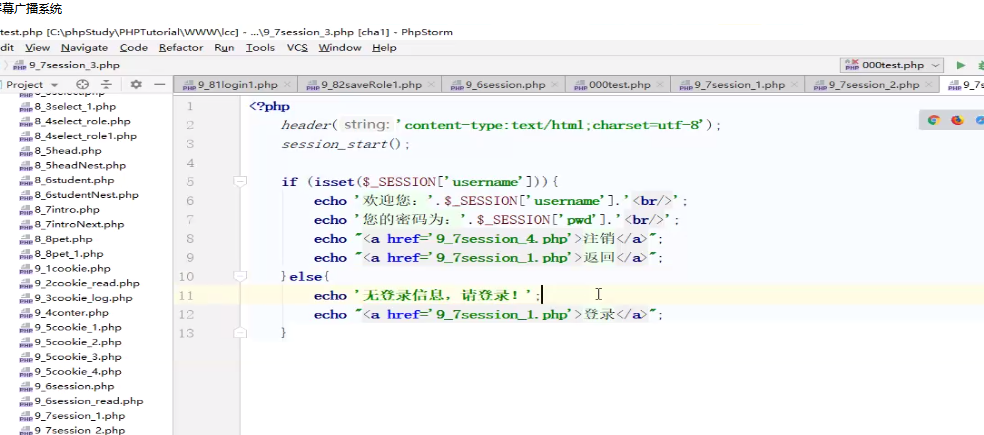 屏幕广播系统
test.php [C:\phpStudy\PHPTutorial\WWW\lcc] - ...\9_7session_3.php [cha1] - PhpStorm
dit View Navigate Code Refactor Run Tools VCS Window Help
9_7session_3.php 000test.php
Project 9_81login1.php 9_82saveRole1.php 9_6session.php 000test.php 9_7session_1.php 9_7session_2.php 9_7s
8_3select_1.php
8_4select_role.php
8_4select_role1.php
8_5head.php
8_5headNest.php
8_6student.php
8_6studentNest.php
8_7intro.php
8_7introNext.php
8_8pet.php
8_8pet_1.php
9_1cookie.php
9_2cookie_read.php
9_3cookie_log.php
9_4conter.php
9_5cookie_1.php
9_5cookie_2.php
9_5cookie_3.php
9_5cookie_4.php
9_6session.php
9_6session_read.php
9_7session_1.php
9_7session_2.php
1 <?php
2 header( string: 'content-type:text/html;charset=utf-8');
3 session_start();
4
5 if (isset($_SESSION['username'])){
6 echo '欢迎您：'.$_SESSION['username'].'<br/>';
7 echo '您的密码为：'.$_SESSION['pwd'].'<br/>';
8 echo "<a href='9_7session_4.php'>注销</a>";
9 echo "<a href='9_7session_1.php'>返回</a>";
10 }else{
11 echo '无登录信息，请登录！';
12 echo "<a href='9_7session_1.php'>登录</a>";
13 }